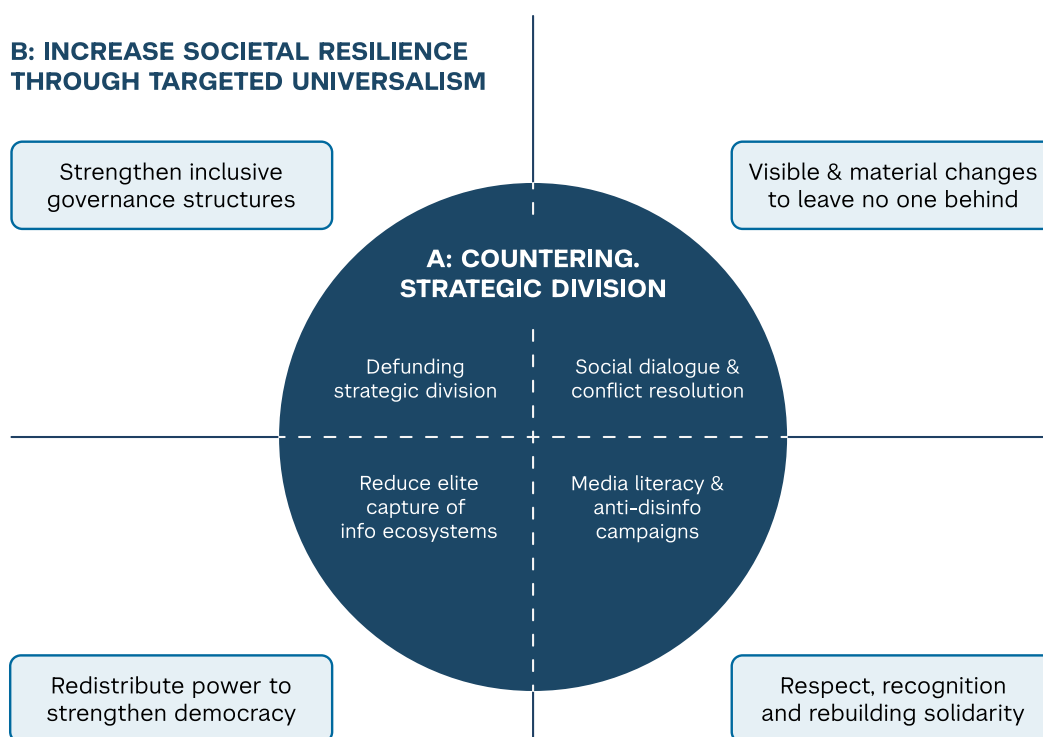 B: INCREASE SOCIETAL RESILIENCE
THROUGH TARGETED UNIVERSALISM
Strengthen inclusive
governance structures
Visible & material changes
to leave no one behind
A: COUNTERING.
STRATEGIC DIVISION
Defunding
strategic division
Social dialogue &
conflict resolution
Reduce elite
capture of
info ecosystems
Media literacy &
anti-disinfo
campaigns
Redistribute power to
strengthen democracy
Respect, recognition
and rebuilding solidarity